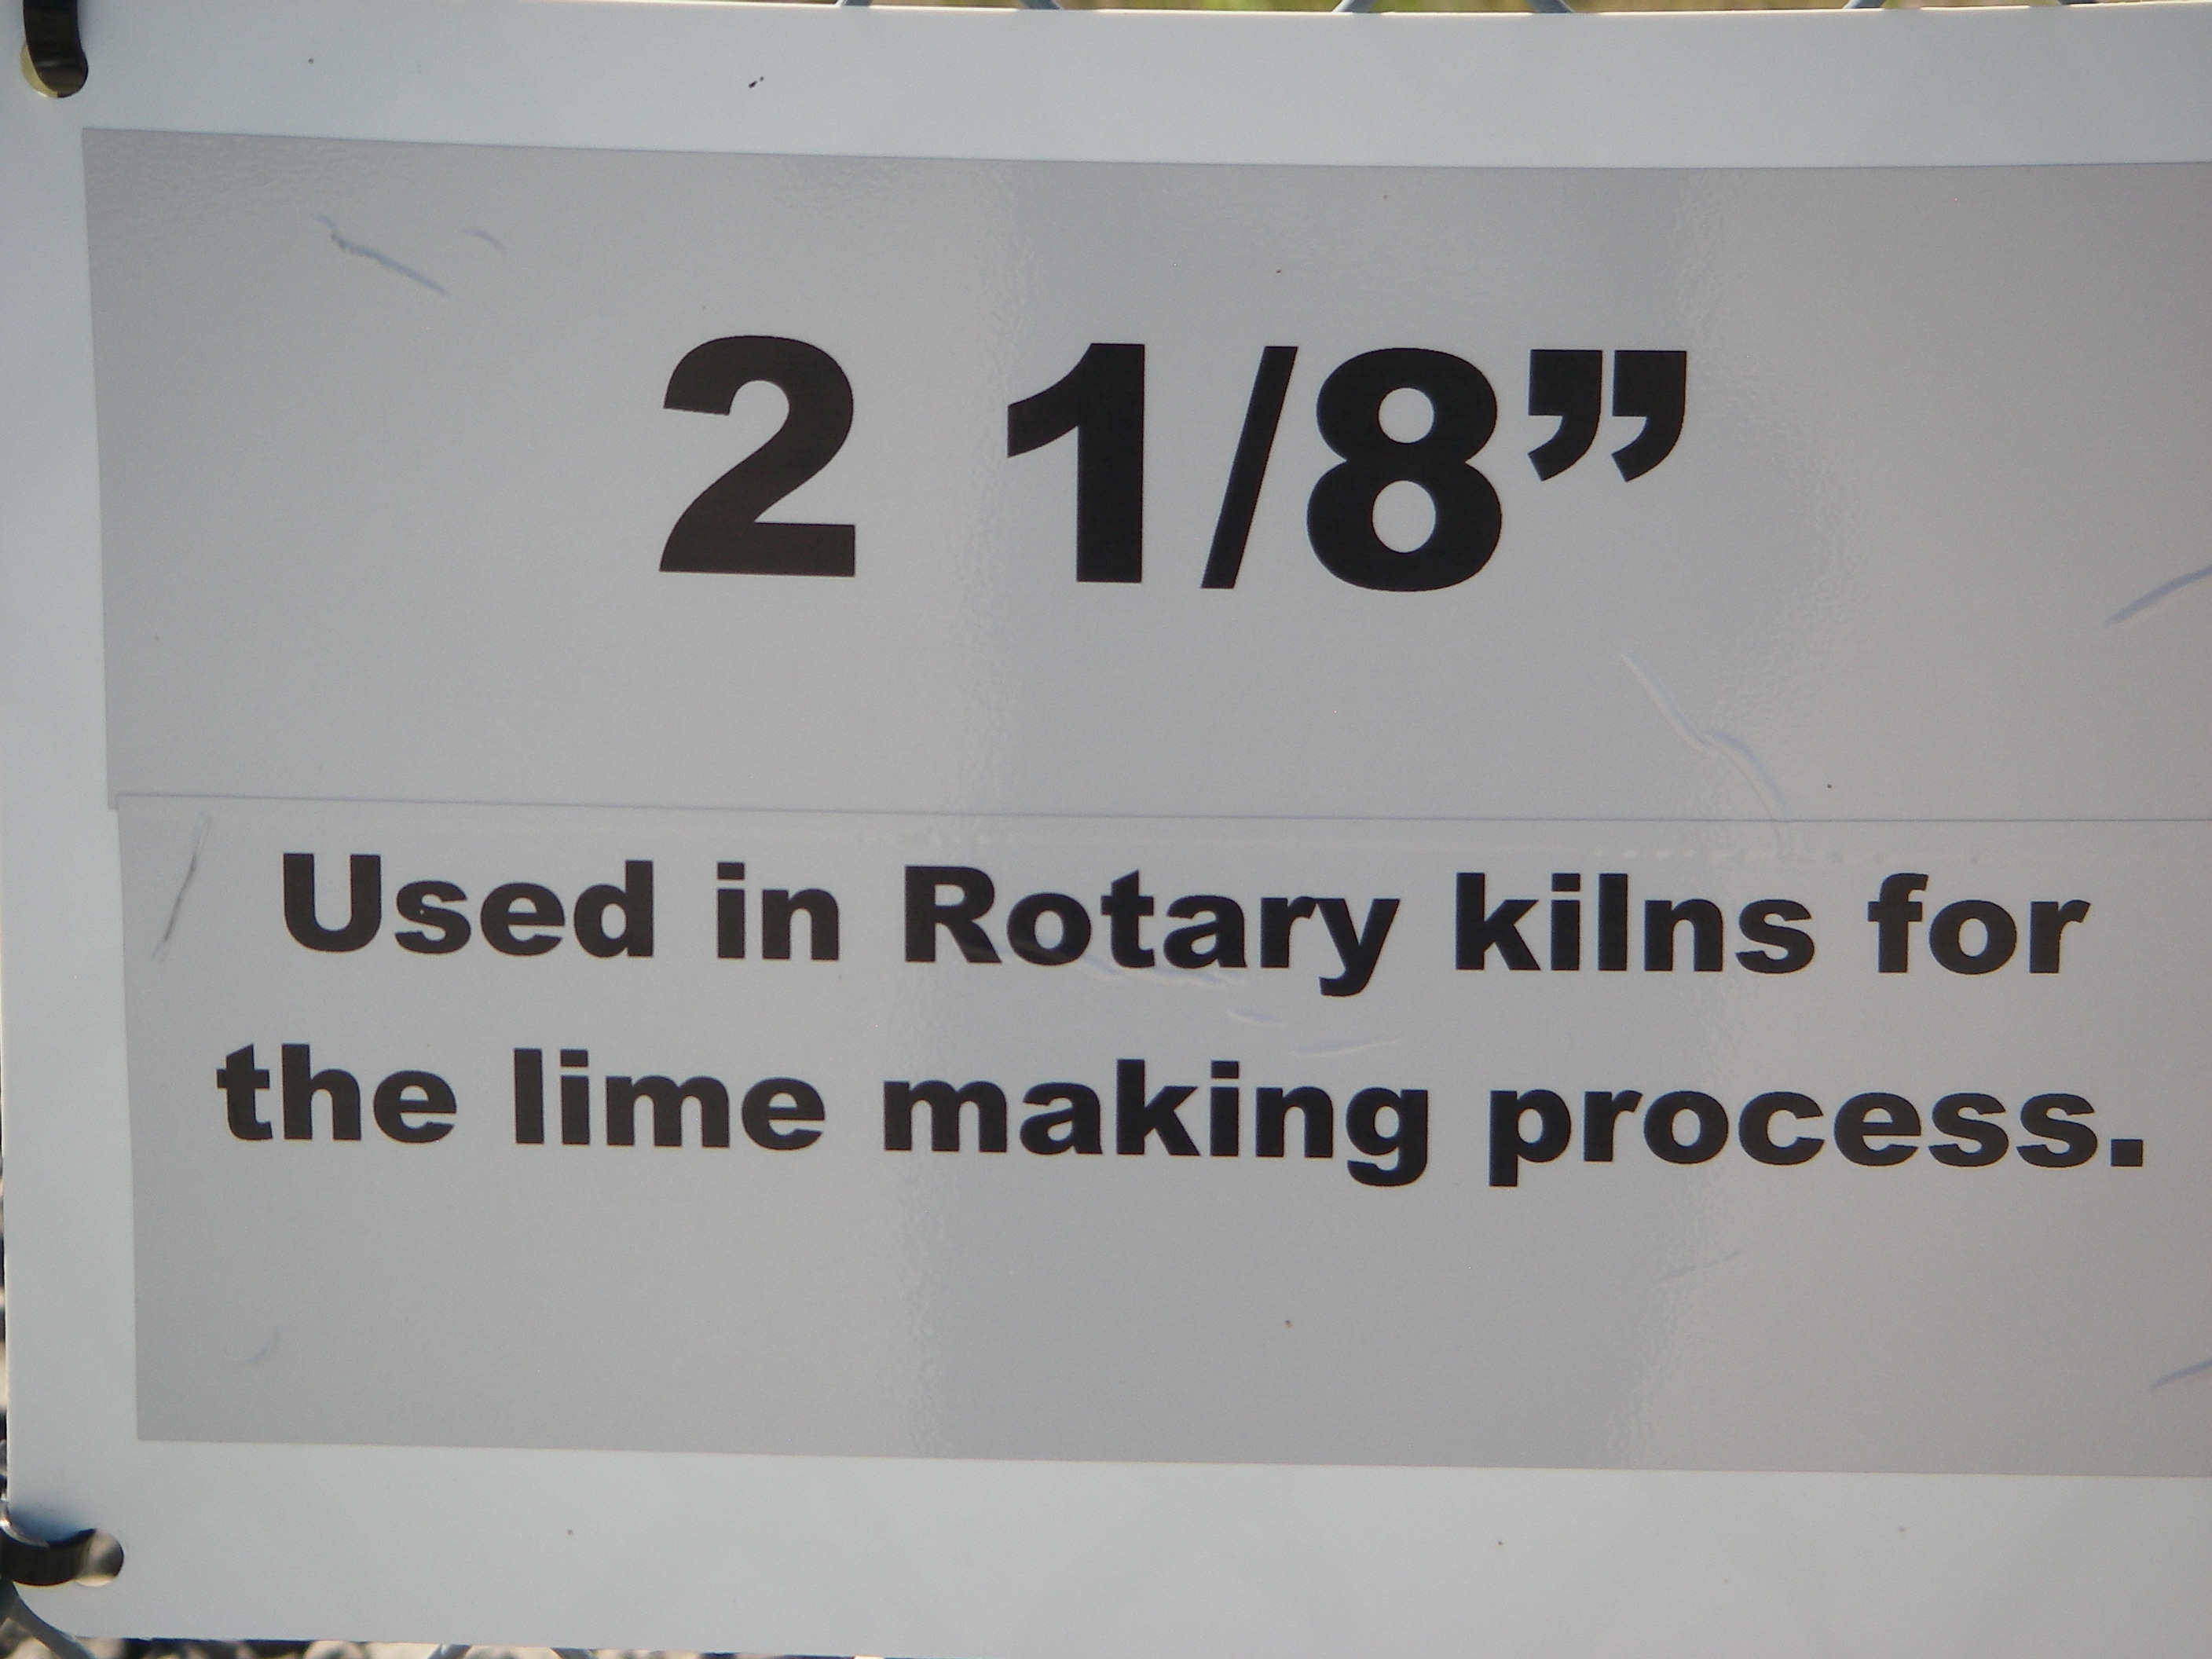 2 1/8”
Used in Rotary kilns for
the lime making process.